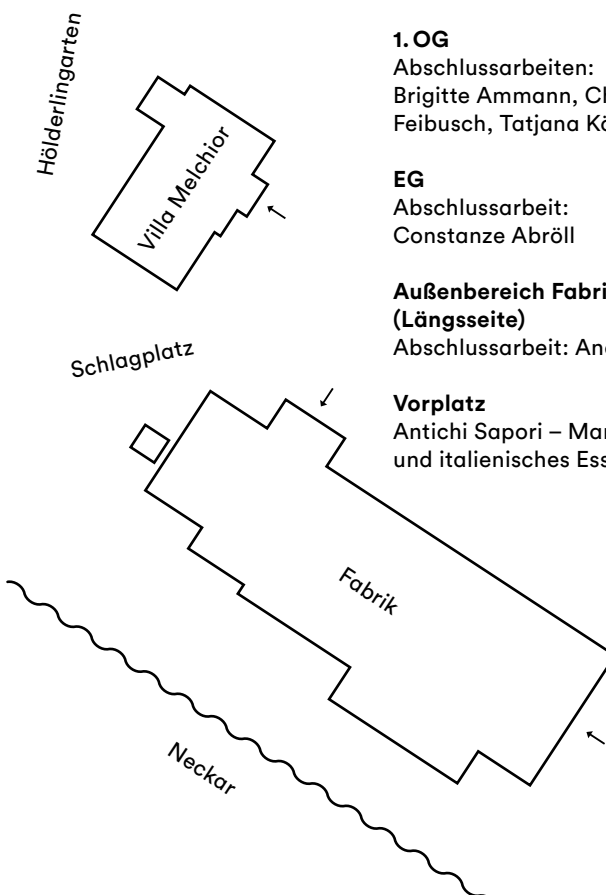 Hölderlingarten
Villa Melchior
Schlagplatz
Fabrik
Neckar
1. OG
Abschlussarbeiten:
Brigitte Ammann,
Feibusch, Tatjana
EG
Abschlussarbeit:
Constanze Abröll
Außenbereich
(Längsseite)
Abschlussarbeit:
Vorplatz
Antichi Sapori –
und italienisches